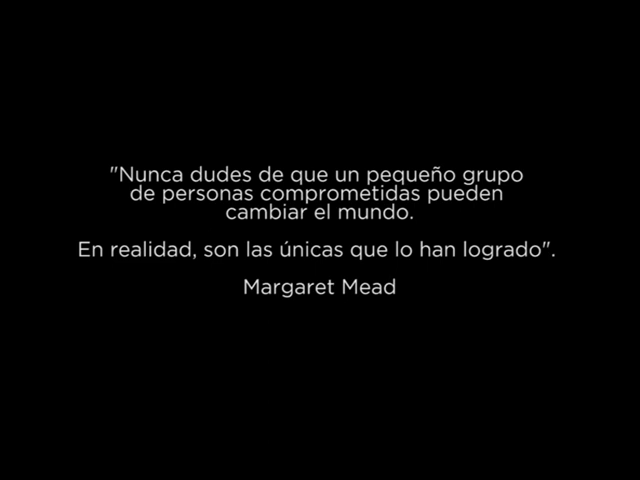 "Nunca dudes de que un pequeño grupo
de personas comprometidas pueden
cambiar el mundo.
En realidad, son las únicas que lo han logrado".
Margaret Mead